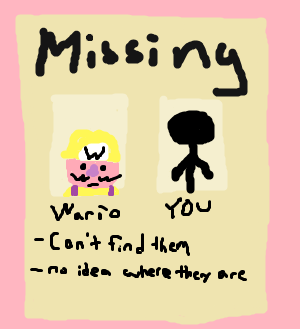 Missing
W
Wario YOU
- Can't find them
- no idea where they are